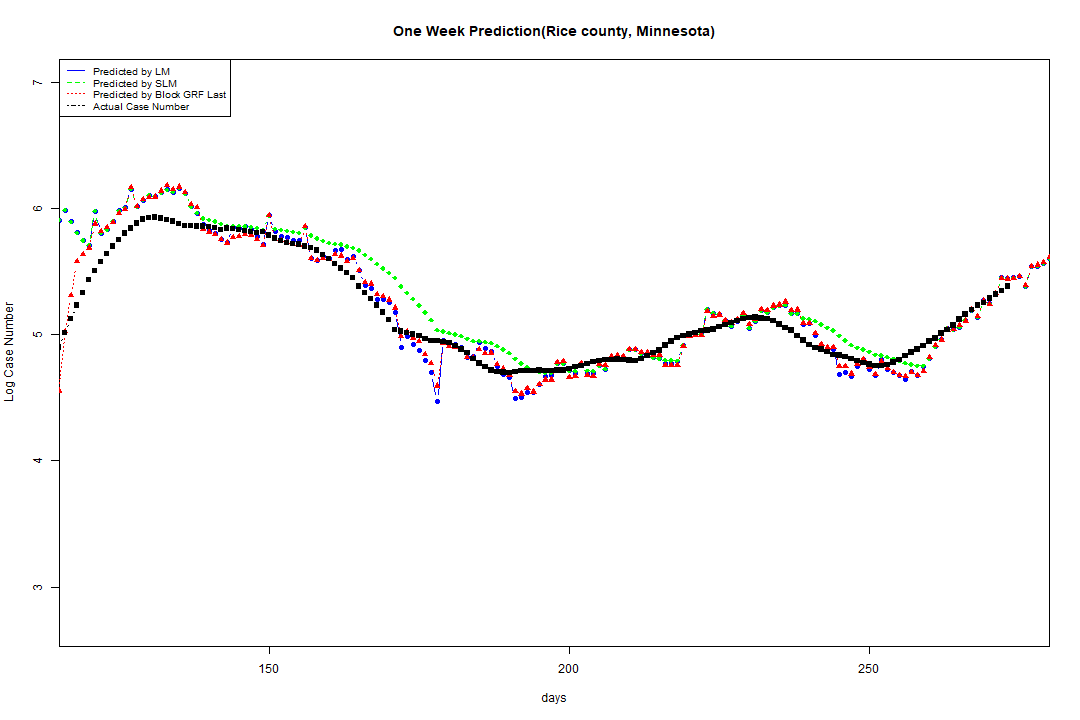 One Week Prediction(Rice county, Minnesota)
Predicted by LM
Predicted by SLM
Predicted by Block GRF Last
Actual Case Number
7
6
5
4
3
Log Case Number
150
200
250
days